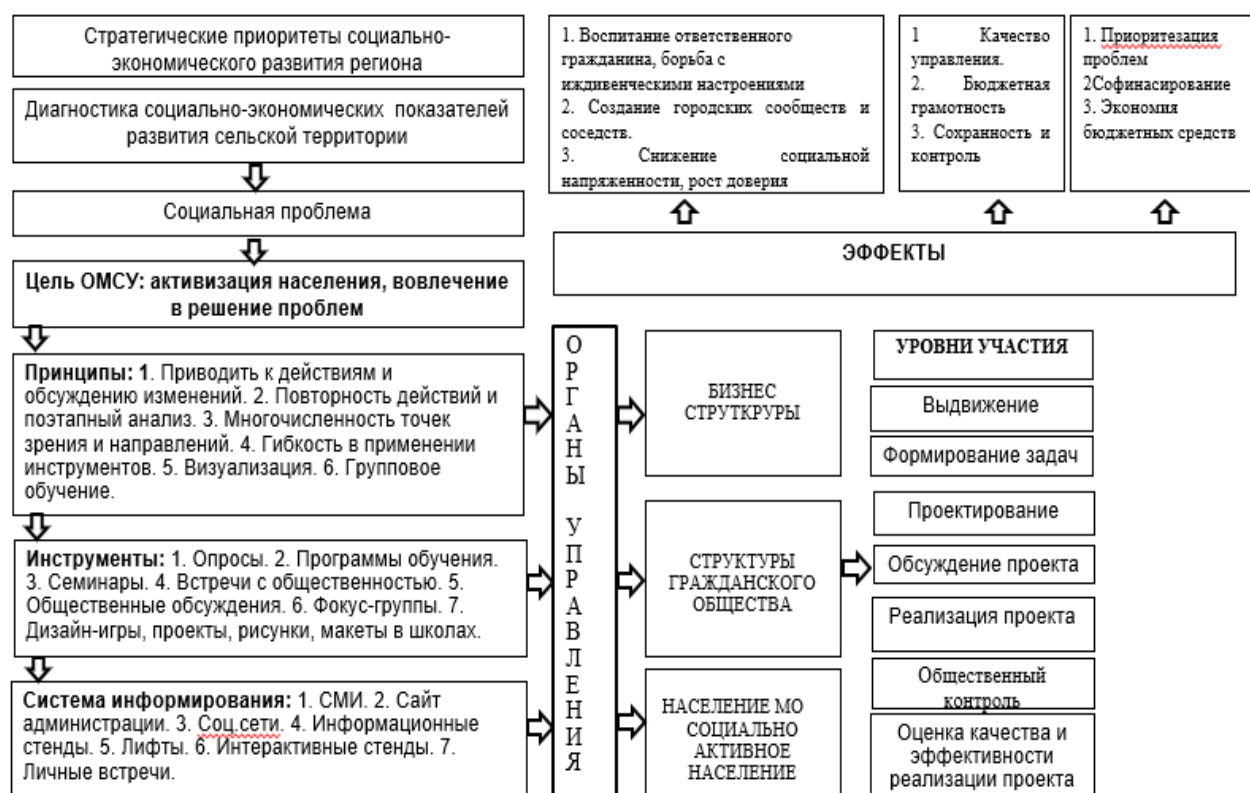 Стратегические приоритеты социально-
экономического развития региона
Диагностика социально-экономических показателей
развития сельской территории
Социальная проблема
Цель ОМСУ: активизация населения, вовлечение
в решение проблем
Принципы: 1. Приводить к действиям и
обсуждению изменений. 2. Повторность действий и
поэтапный анализ. 3. Многочисленность точек
зрения и направлений. 4. Гибкость в применении
инструментов. 5. Визуализация. 6. Групповое
обучение.
Инструменты: 1. Опросы. 2. Программы обучения.
3. Семинары. 4. Встречи с общественностью. 5.
Общественные обсуждения. 6. Фокус-группы. 7.
Дизайн-игры, проекты, рисунки, макеты в школах.
Система информирования: 1. СМИ. 2. Сайт
администрации. 3. Соц.сети. 4. Информационные
стенды. 5. Лифты. 6. Интерактивные стенды. 7.
Личные встречи.
1. Воспитание ответственного
гражданина, борьба с
иждивенческими настроениями
2. Создание городских сообществ и
соседств.
3. Снижение социальной
напряженности, рост доверия
1 Качество
управления.
2. Бюджетная
грамотность
3. Сохранность и
контроль
1. Приоритезация
проблем
2Софинасирование
3. Экономия
бюджетных средств
ЭФФЕКТЫ
ОРГАНЫ УПРАВЛЕНИЯ
БИЗНЕС
СТРУТКРУРЫ
СТРУКТУРЫ
ГРАЖДАНСКОГО
ОБЩЕСТВА
НАСЕЛЕНИЕ МО
СОЦИАЛЬНО
АКТИВНОЕ
НАСЕЛЕНИЕ
УРОВНИ УЧАСТИЯ
Выдвижение
Формирование задач
Проектирование
Обсуждение проекта
Реализация проекта
Общественный
контроль
Оценка качества и
эффективности
реализации проекта